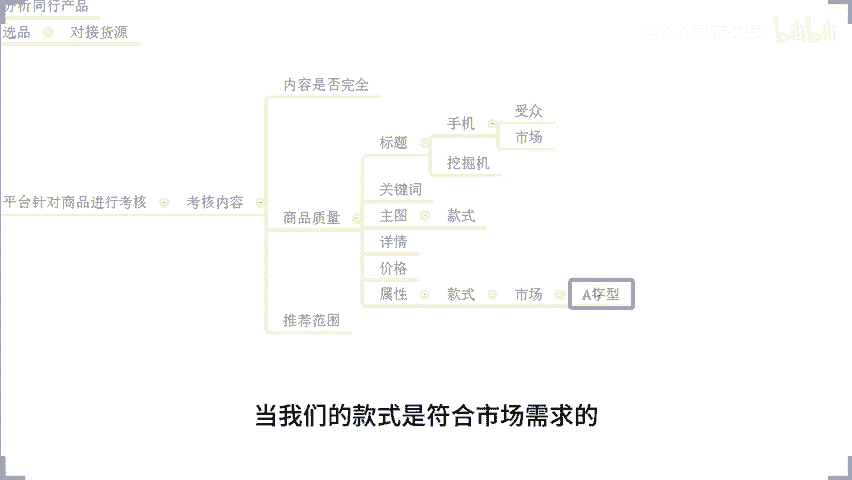 分析同行产品
选品 对接货源
内容是否完全
手机 受众
标题 市场
挖掘机
关键词
平台针对商品进行考核 考核内容 商品质量 主图 款式
详情
价格
属性 款式 市场 A字型
推荐范围
当我们的款式是符合市场需求的
bilibili